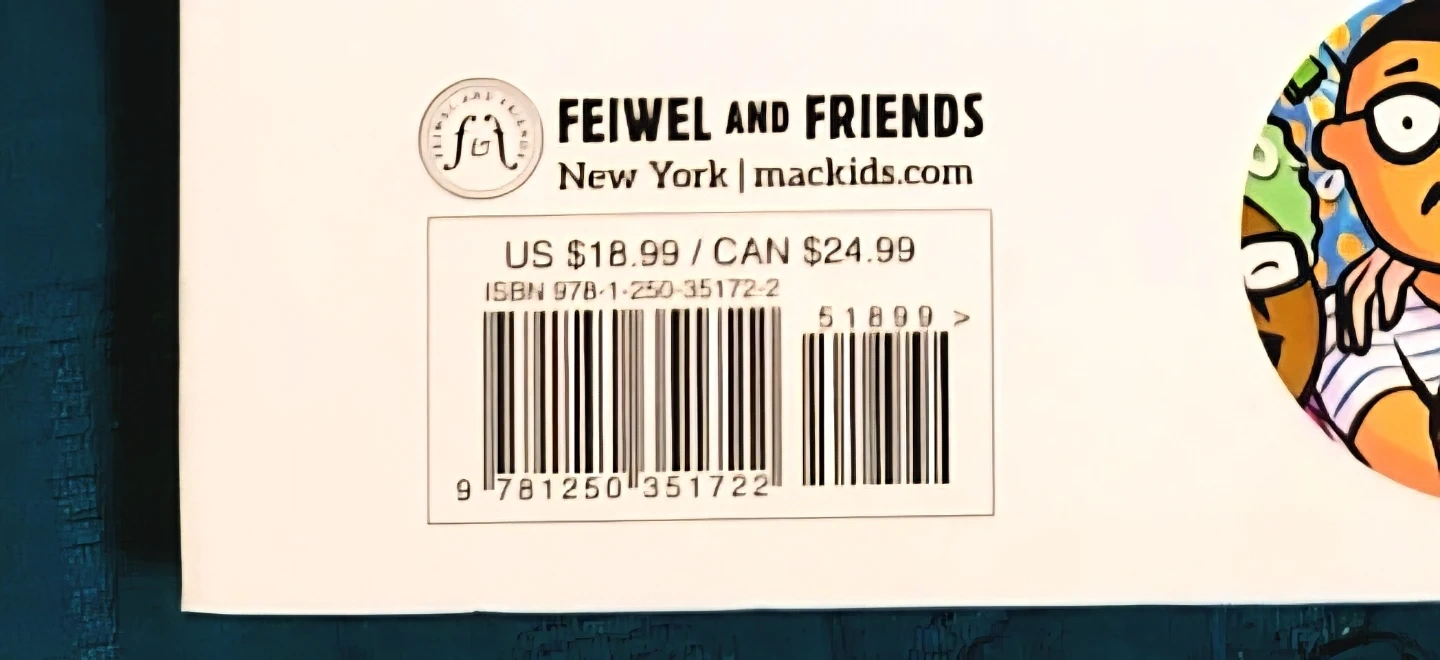 FEIWEL AND FRIENDS
New York | mackids.com
US $18.99 / CAN $24.99
ISBN 978-1-250-35172-2
51899 >
9 781250 351722